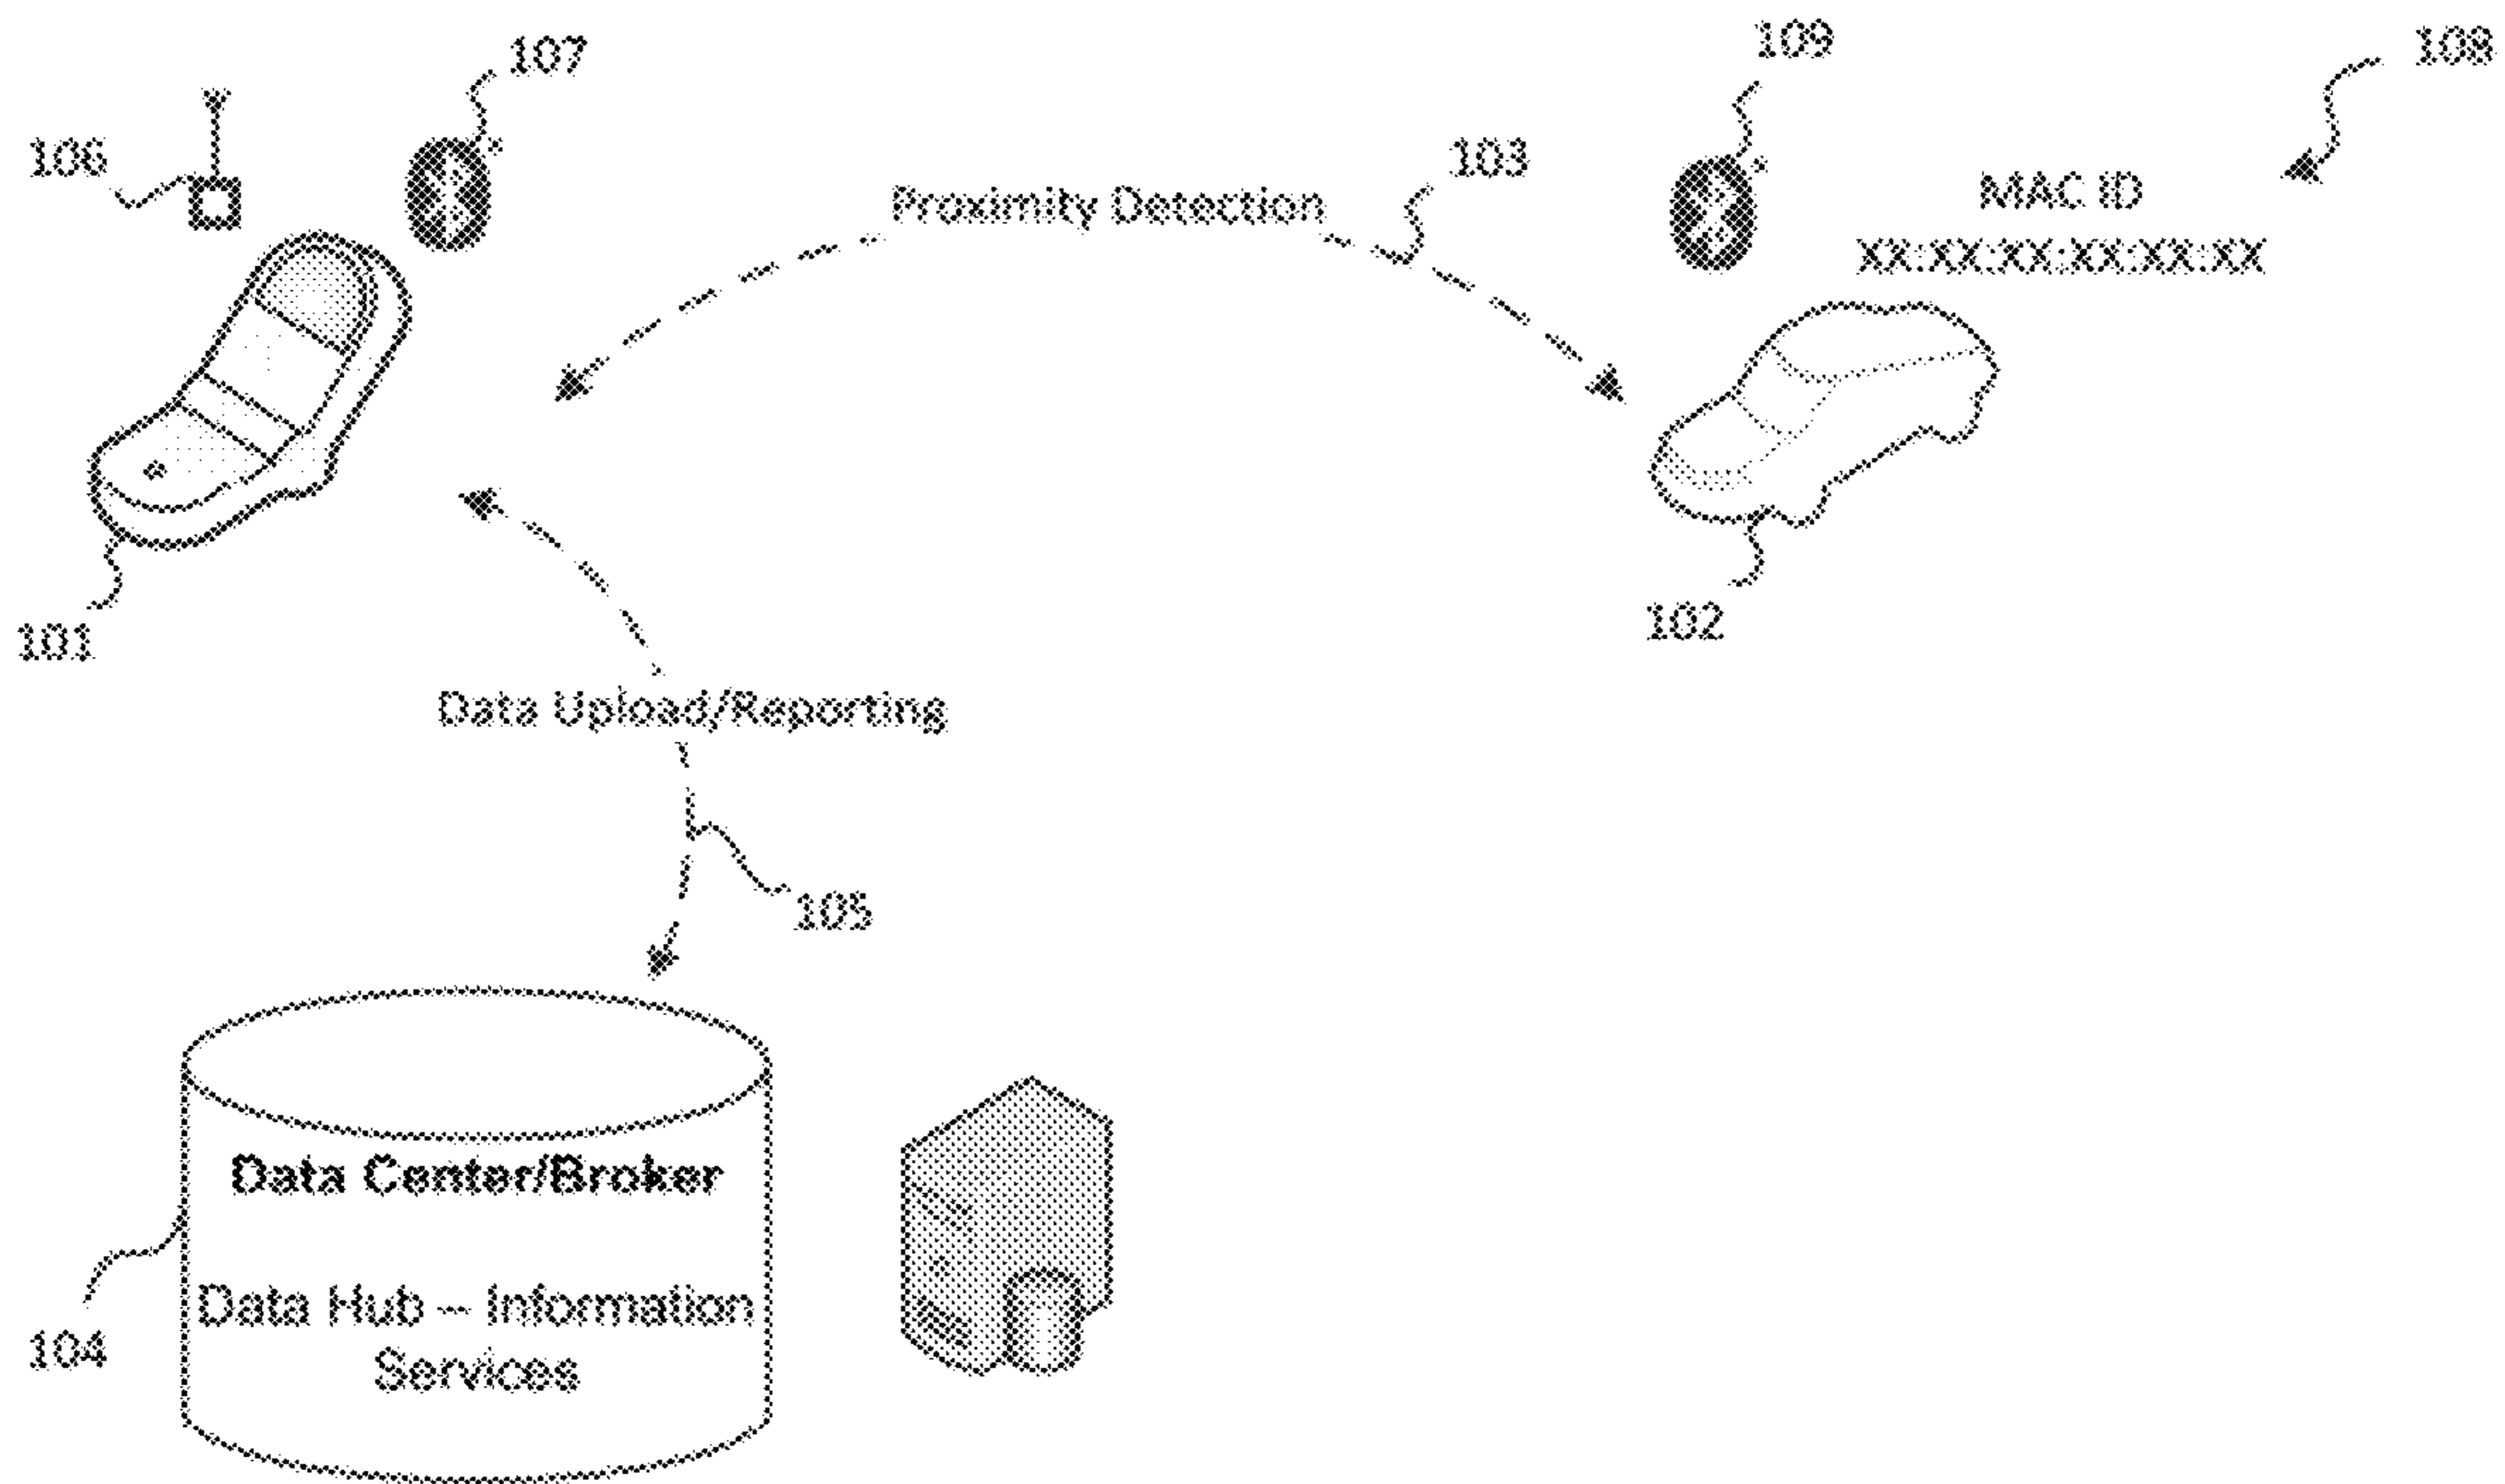 107
109
108
106
103
Proximity Detection
MAC ID
XX:XX:XX:XX:XX:XX
101
102
Data Upload/Reporting
105
Data Center/Broker
Data Hub – Information
Services
104